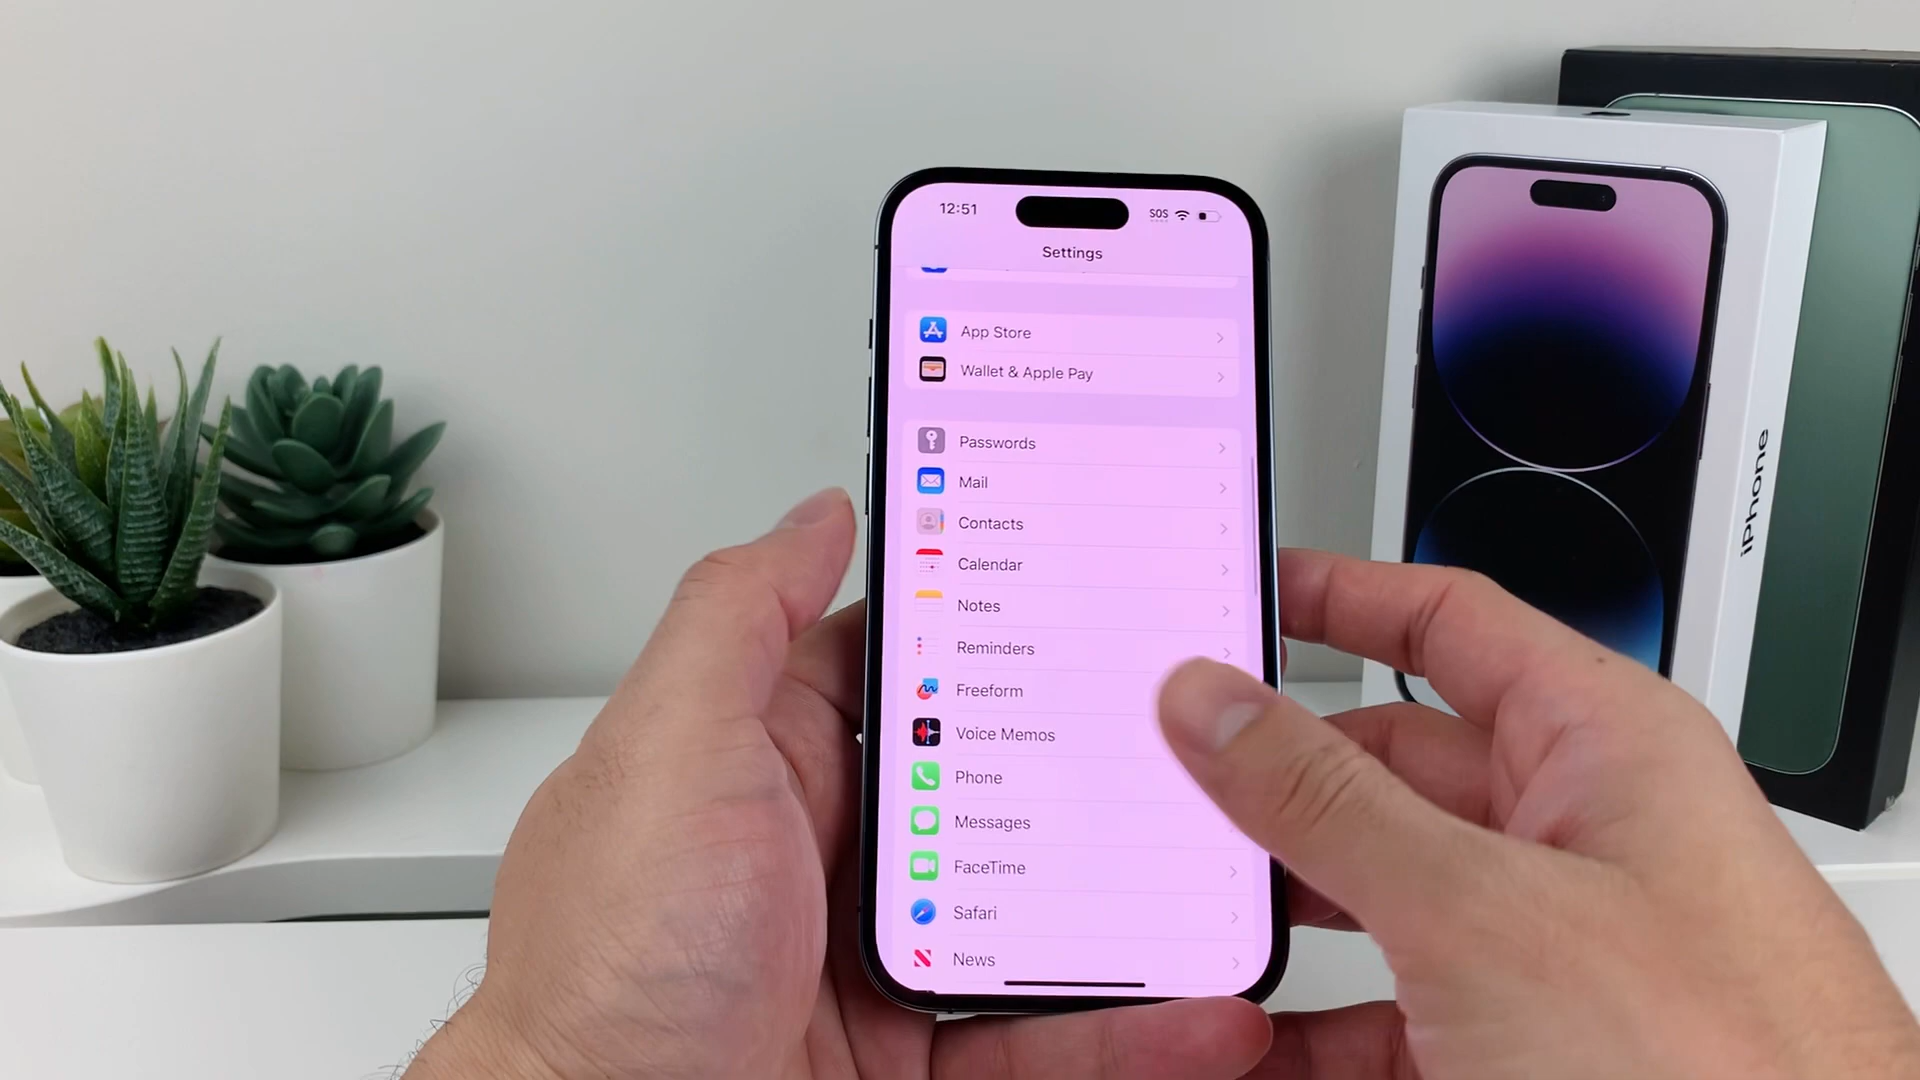 12:51
SOS
Settings
App Store
Wallet & Apple Pay
Passwords
Mail
Contacts
Calendar
Notes
Reminders
Freeform
Voice Memos
Phone
Messages
FaceTime
Safari
News
iPhone